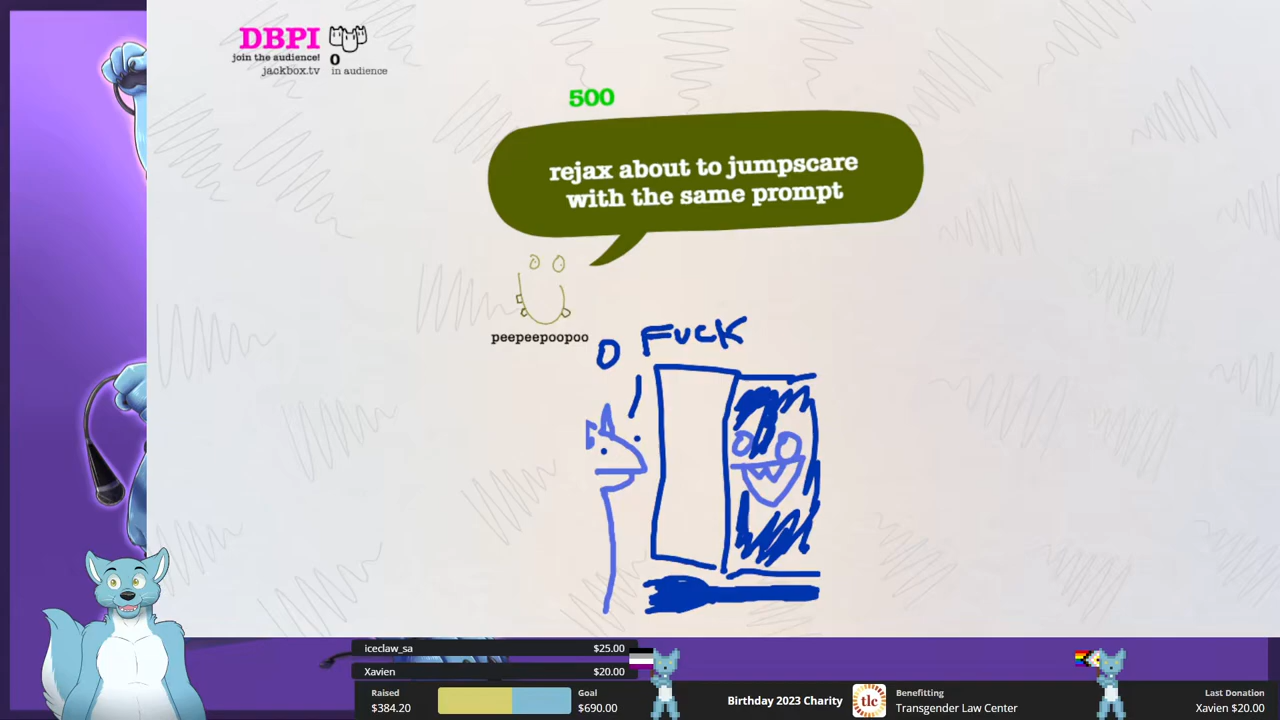 DBPI
join the audience!
jackbox.tv
0
in audience
500
rejax about to jumpscare
with the same prompt
peepeepoopoo
O FUCK
iceclaw_sa $25.00
Xavien $20.00
Raised
$384.20
Goal
$690.00
Birthday 2023 Charity
tlc
Benefitting
Transgender Law Center
Last Donation
Xavien $20.00